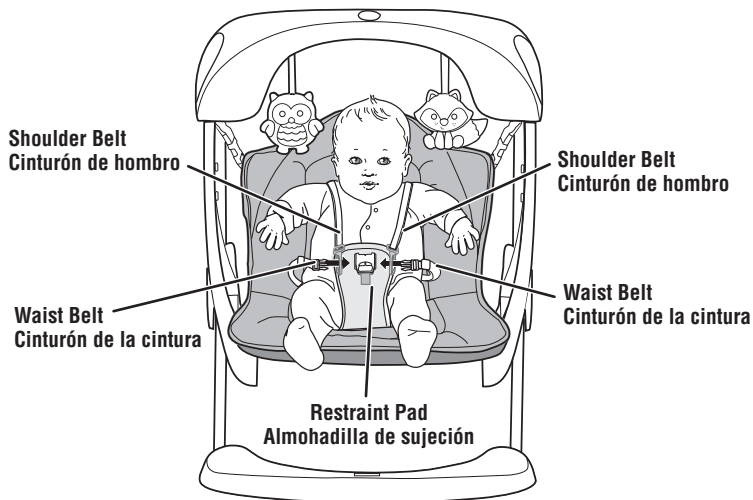 Shoulder Belt
Cinturón de hombro
Shoulder Belt
Cinturón de hombro
Waist Belt
Cinturón de la cintura
Waist Belt
Cinturón de la cintura
Restraint Pad
Almohadilla de sujeción